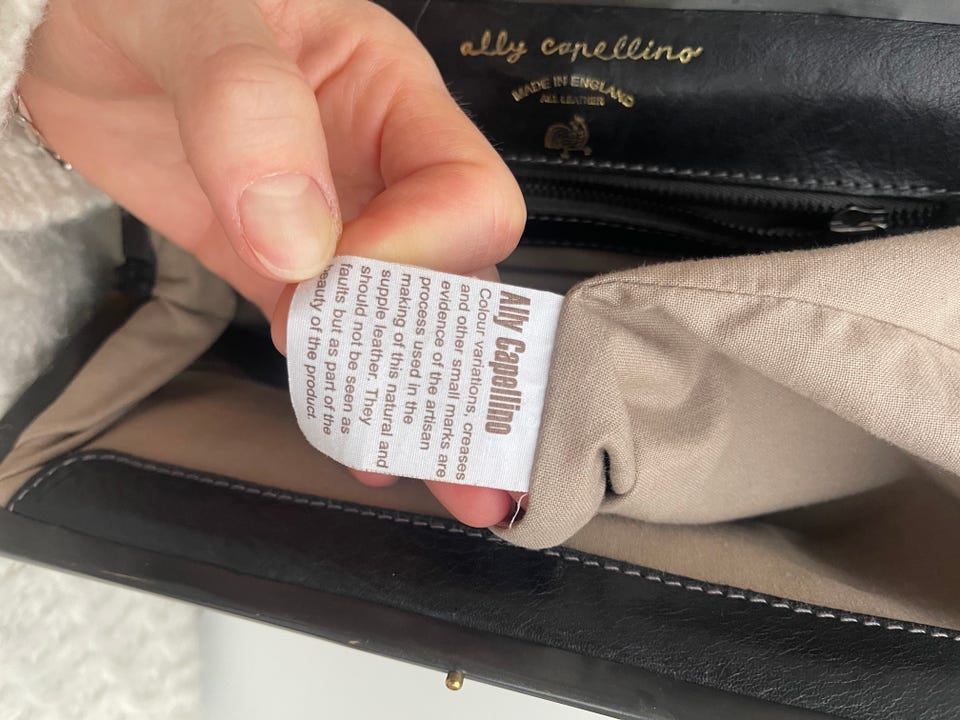 ally capellino
MADE IN ENGLAND
ALL LEATHER
Ally Capellino
Colour variations, creases
and other small marks are
evidence of the artisan
process used in the
making of this natural and
supple leather. They
should not be seen as
faults but as part of the
beauty of the product.